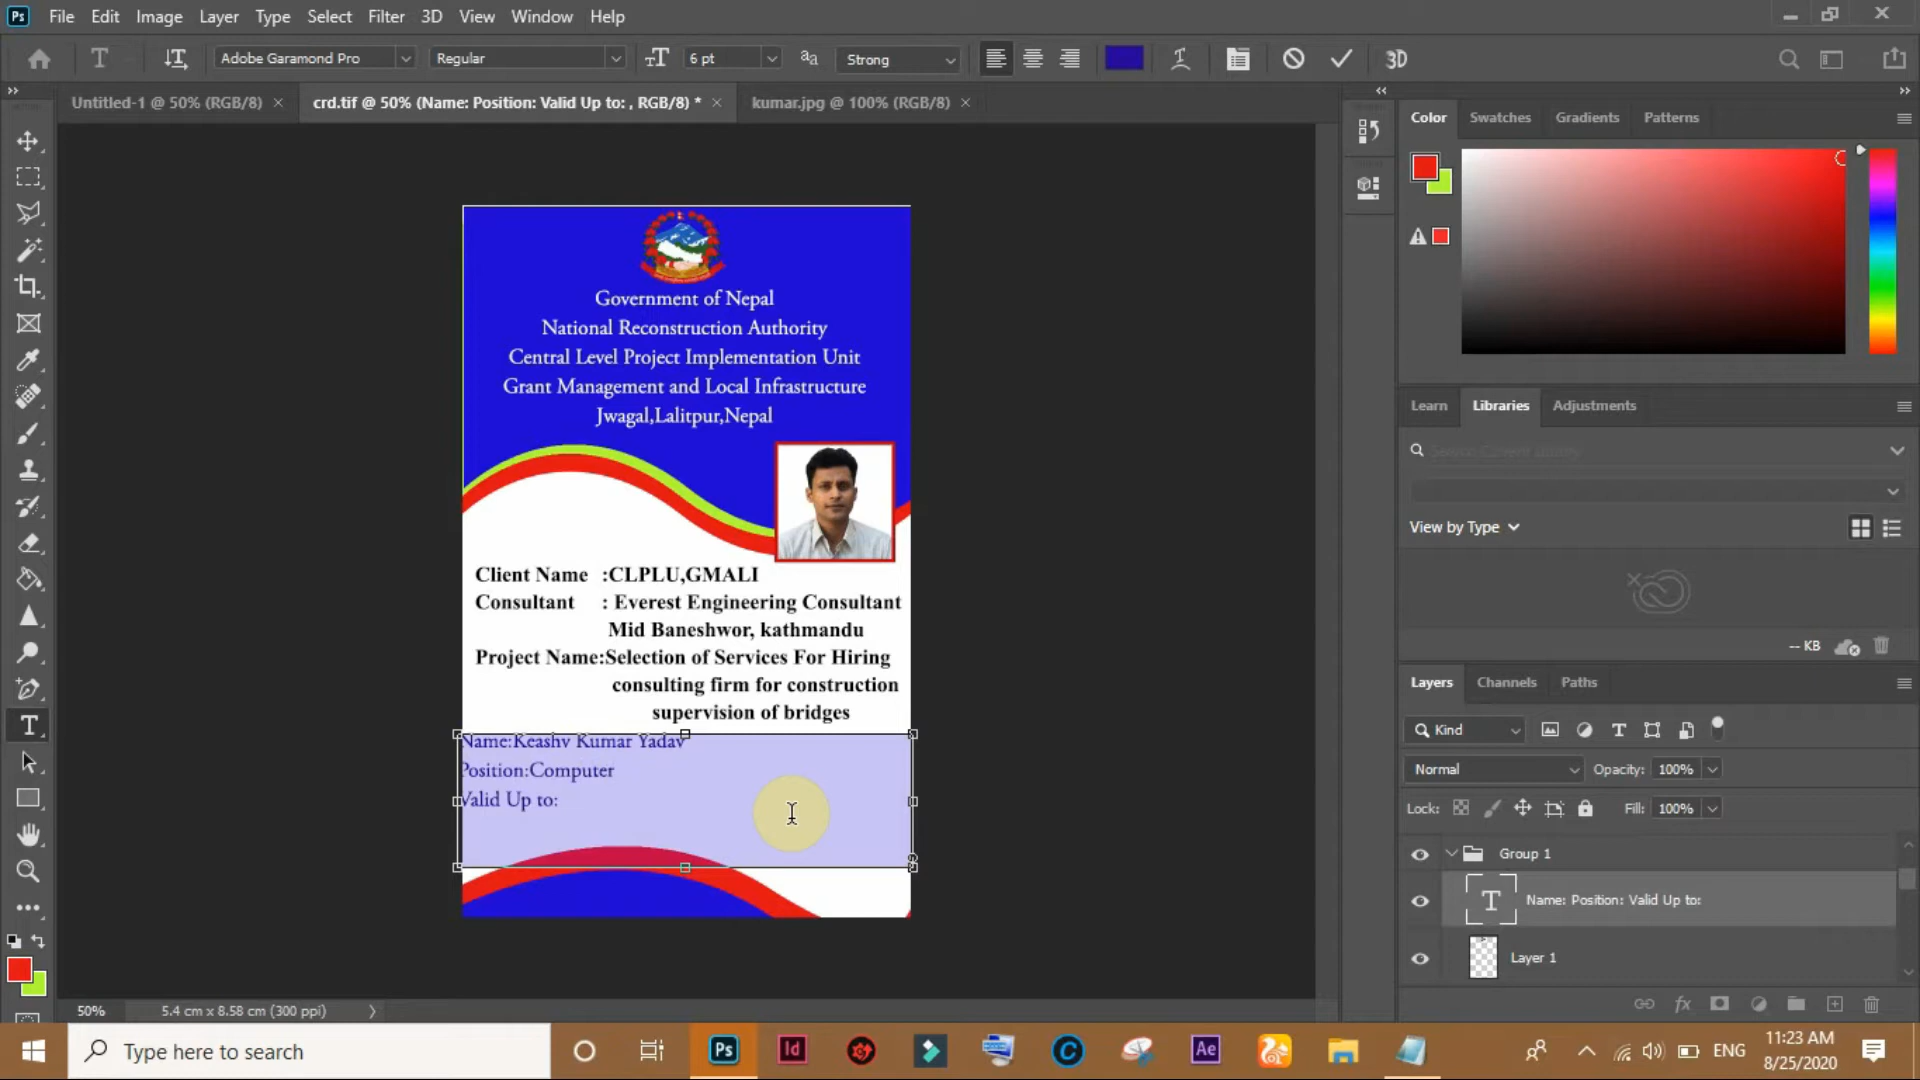 File Edit Image Layer Type Select Filter 3D View Window Help
Adobe Garamond Pro Regular 6 pt Strong 3D
Untitled-1 @ 50% (RGB/8) × crd.tif @ 50% (Name: Position: Valid Up to: , RGB/8) * × kumar.jpg @ 100% (RGB/8) ×
Color Swatches Gradients Patterns
Government of Nepal
National Reconstruction Authority
Central Level Project Implementation Unit
Grant Management and Local Infrastructure
Jwagal,Lalitpur,Nepal
Client Name :CLPLU,GMALI
Consultant : Everest Engineering Consultant
Mid Baneshwor, kathmandu
Project Name:Selection of Services For Hiring
consulting firm for construction
supervision of bridges
Name:Keashv Kumar Yadav
Position:Computer
Valid Up to:
Learn Libraries Adjustments
Search Current Library
View by Type
-- KB
Layers Channels Paths
Kind
Normal Opacity: 100%
Lock: Fill: 100%
Group 1
Name: Position: Valid Up to:
Layer 1
50% 5.4 cm x 8.58 cm (300 ppi)
Type here to search
ENG
11:23 AM
8/25/2020